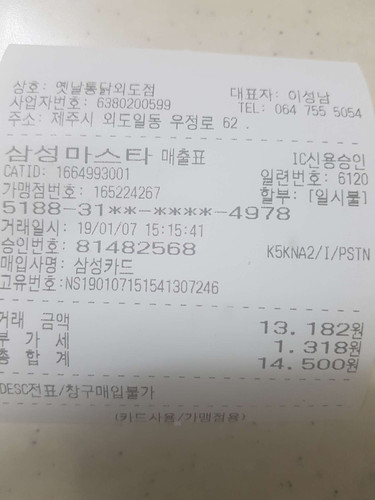 상호: 옛날통닭외도점 대표자: 이성남
사업자번호: 6380200599 TEL: 064 755 5054
주소: 제주시 외도일동 우정로 62 .
삼성마스타 매출표 IC신용승인
CATID: 1664993001 일련번호: 6120
가맹점번호: 165224267 할부: [일시불]
5188-31**-****-4978
거래일시: 19/01/07 15:15:41
승인번호: 81482568 K5KNA2/I/PSTN
매입사명: 삼성카드
고유번호:NS190107151541307246
거래 금액 13.182원
부 가 세 1.318원
총 합 계 14.500원
DESC전표/창구매입불가
(카드사용/가맹점용)